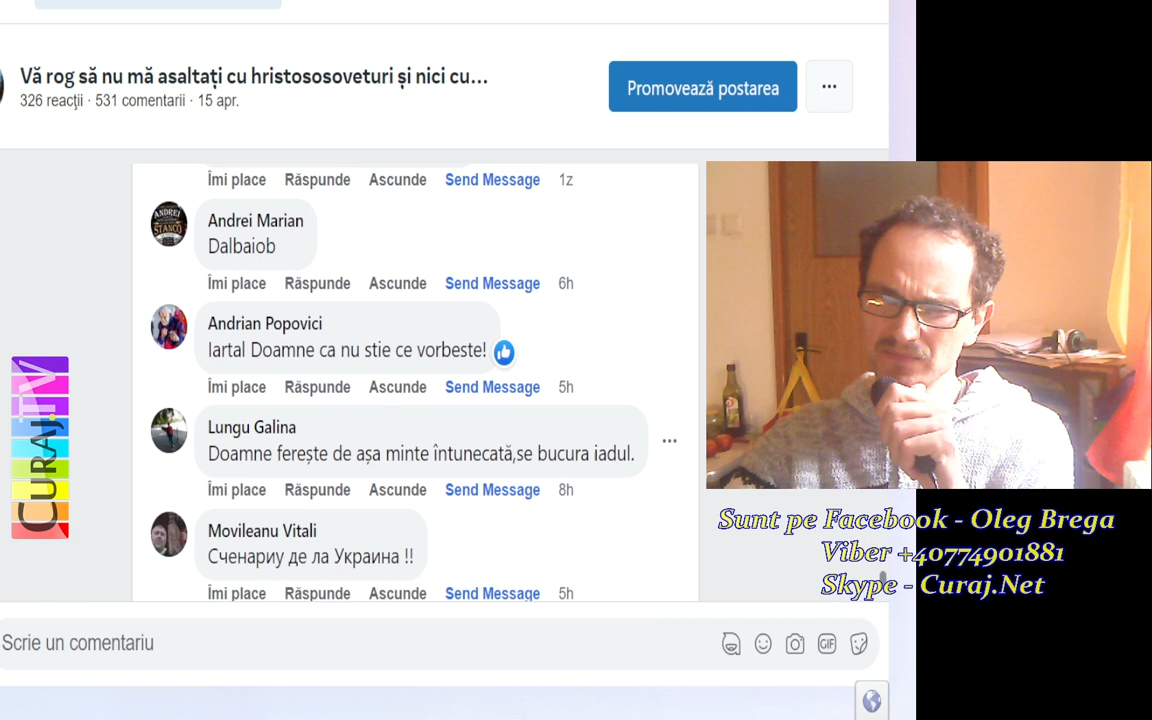 Vă rog să nu mă asaltați cu hristososoveturi și nici cu...
326 reacții · 531 comentarii · 15 apr.
Promovează postarea
Îmi place Răspunde Ascunde Send Message 1z
Andrei Marian
Dalbaiob
Îmi place Răspunde Ascunde Send Message 6h
Andrian Popovici
Iartal Doamne ca nu stie ce vorbeste!
Îmi place Răspunde Ascunde Send Message 5h
Lungu Galina
Doamne ferește de așa minte întunecată,se bucura iadul.
Îmi place Răspunde Ascunde Send Message 8h
Movileanu Vitali
Сченариу де ла Украина !!
Îmi place Răspunde Ascunde Send Message 5h
Scrie un comentariu
GIF
CURAJ.TV
ANDREI
STANCO
Sunt pe Facebook - Oleg Brega
Viber +40774901881
Skype - Curaj.Net